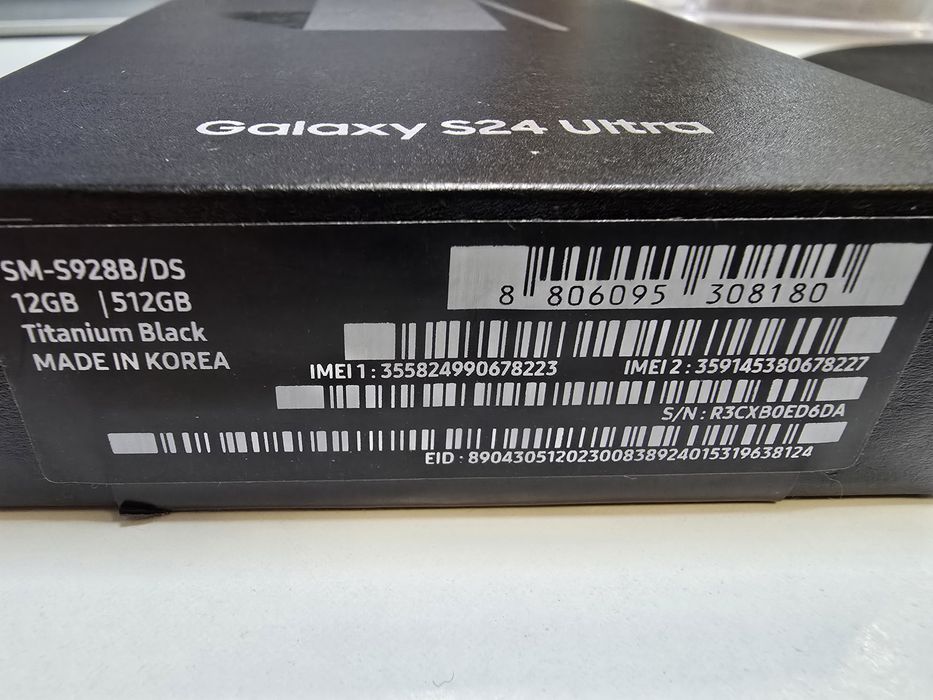 Galaxy S24 Ultra
SM-S928B/DS
12GB | 512GB
Titanium Black
MADE IN KOREA
8 806095 308180
IMEI 1 : 355824990678223
IMEI 2 : 359145380678227
S/N : R3CXB0ED6DA
EID : 89043051202300838924015319638124